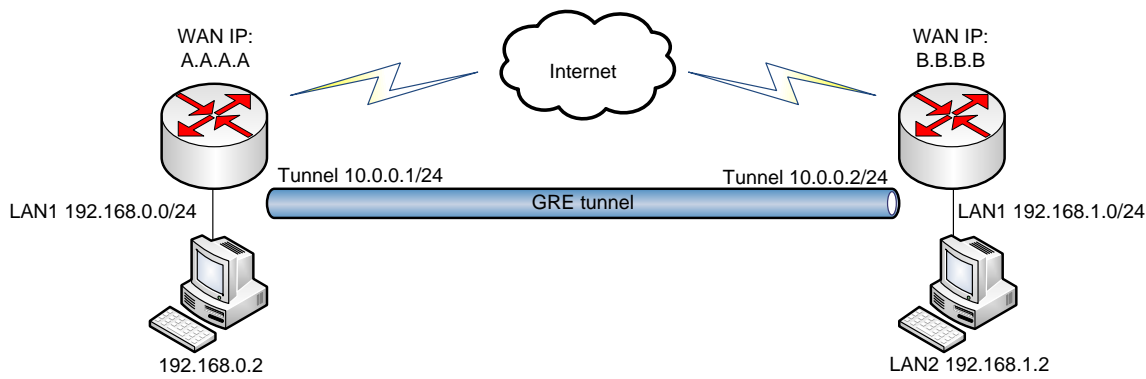 WAN IP:
A.A.A.A
Internet
WAN IP:
B.B.B.B
Tunnel 10.0.0.1/24
Tunnel 10.0.0.2/24
GRE tunnel
LAN1 192.168.0.0/24
LAN1 192.168.1.0/24
192.168.0.2
LAN2 192.168.1.2